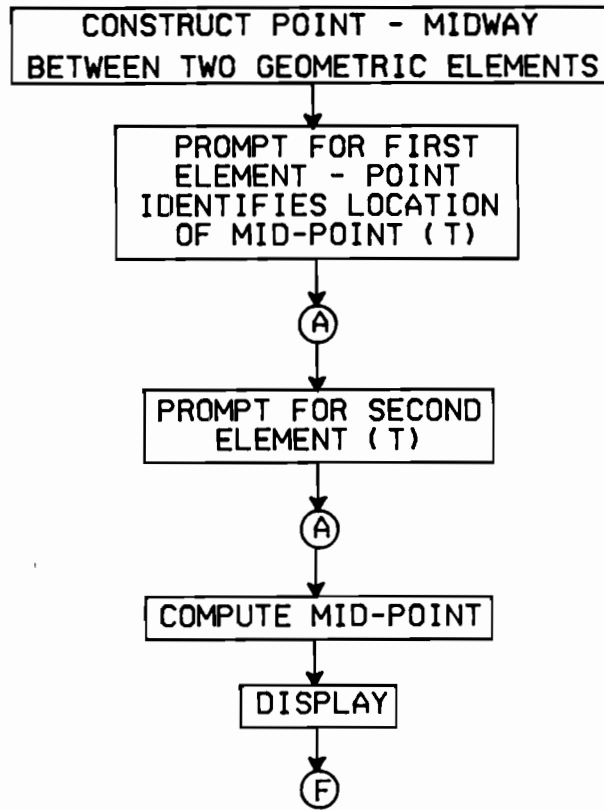 CONSTRUCT POINT - MIDWAY
BETWEEN TWO GEOMETRIC ELEMENTS
PROMPT FOR FIRST
ELEMENT - POINT
IDENTIFIES LOCATION
OF MID-POINT (T)
A
PROMPT FOR SECOND
ELEMENT (T)
A
COMPUTE MID-POINT
DISPLAY
F